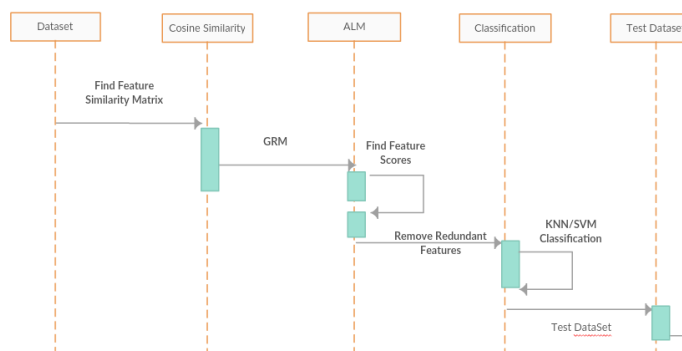 Dataset
Cosine Similarity
ALM
Classification
Test Dataset
Find Feature
Similarity Matrix
GRM
Find Feature
Scores
Remove Redundant
Features
KNN/SVM
Classification
Test DataSet